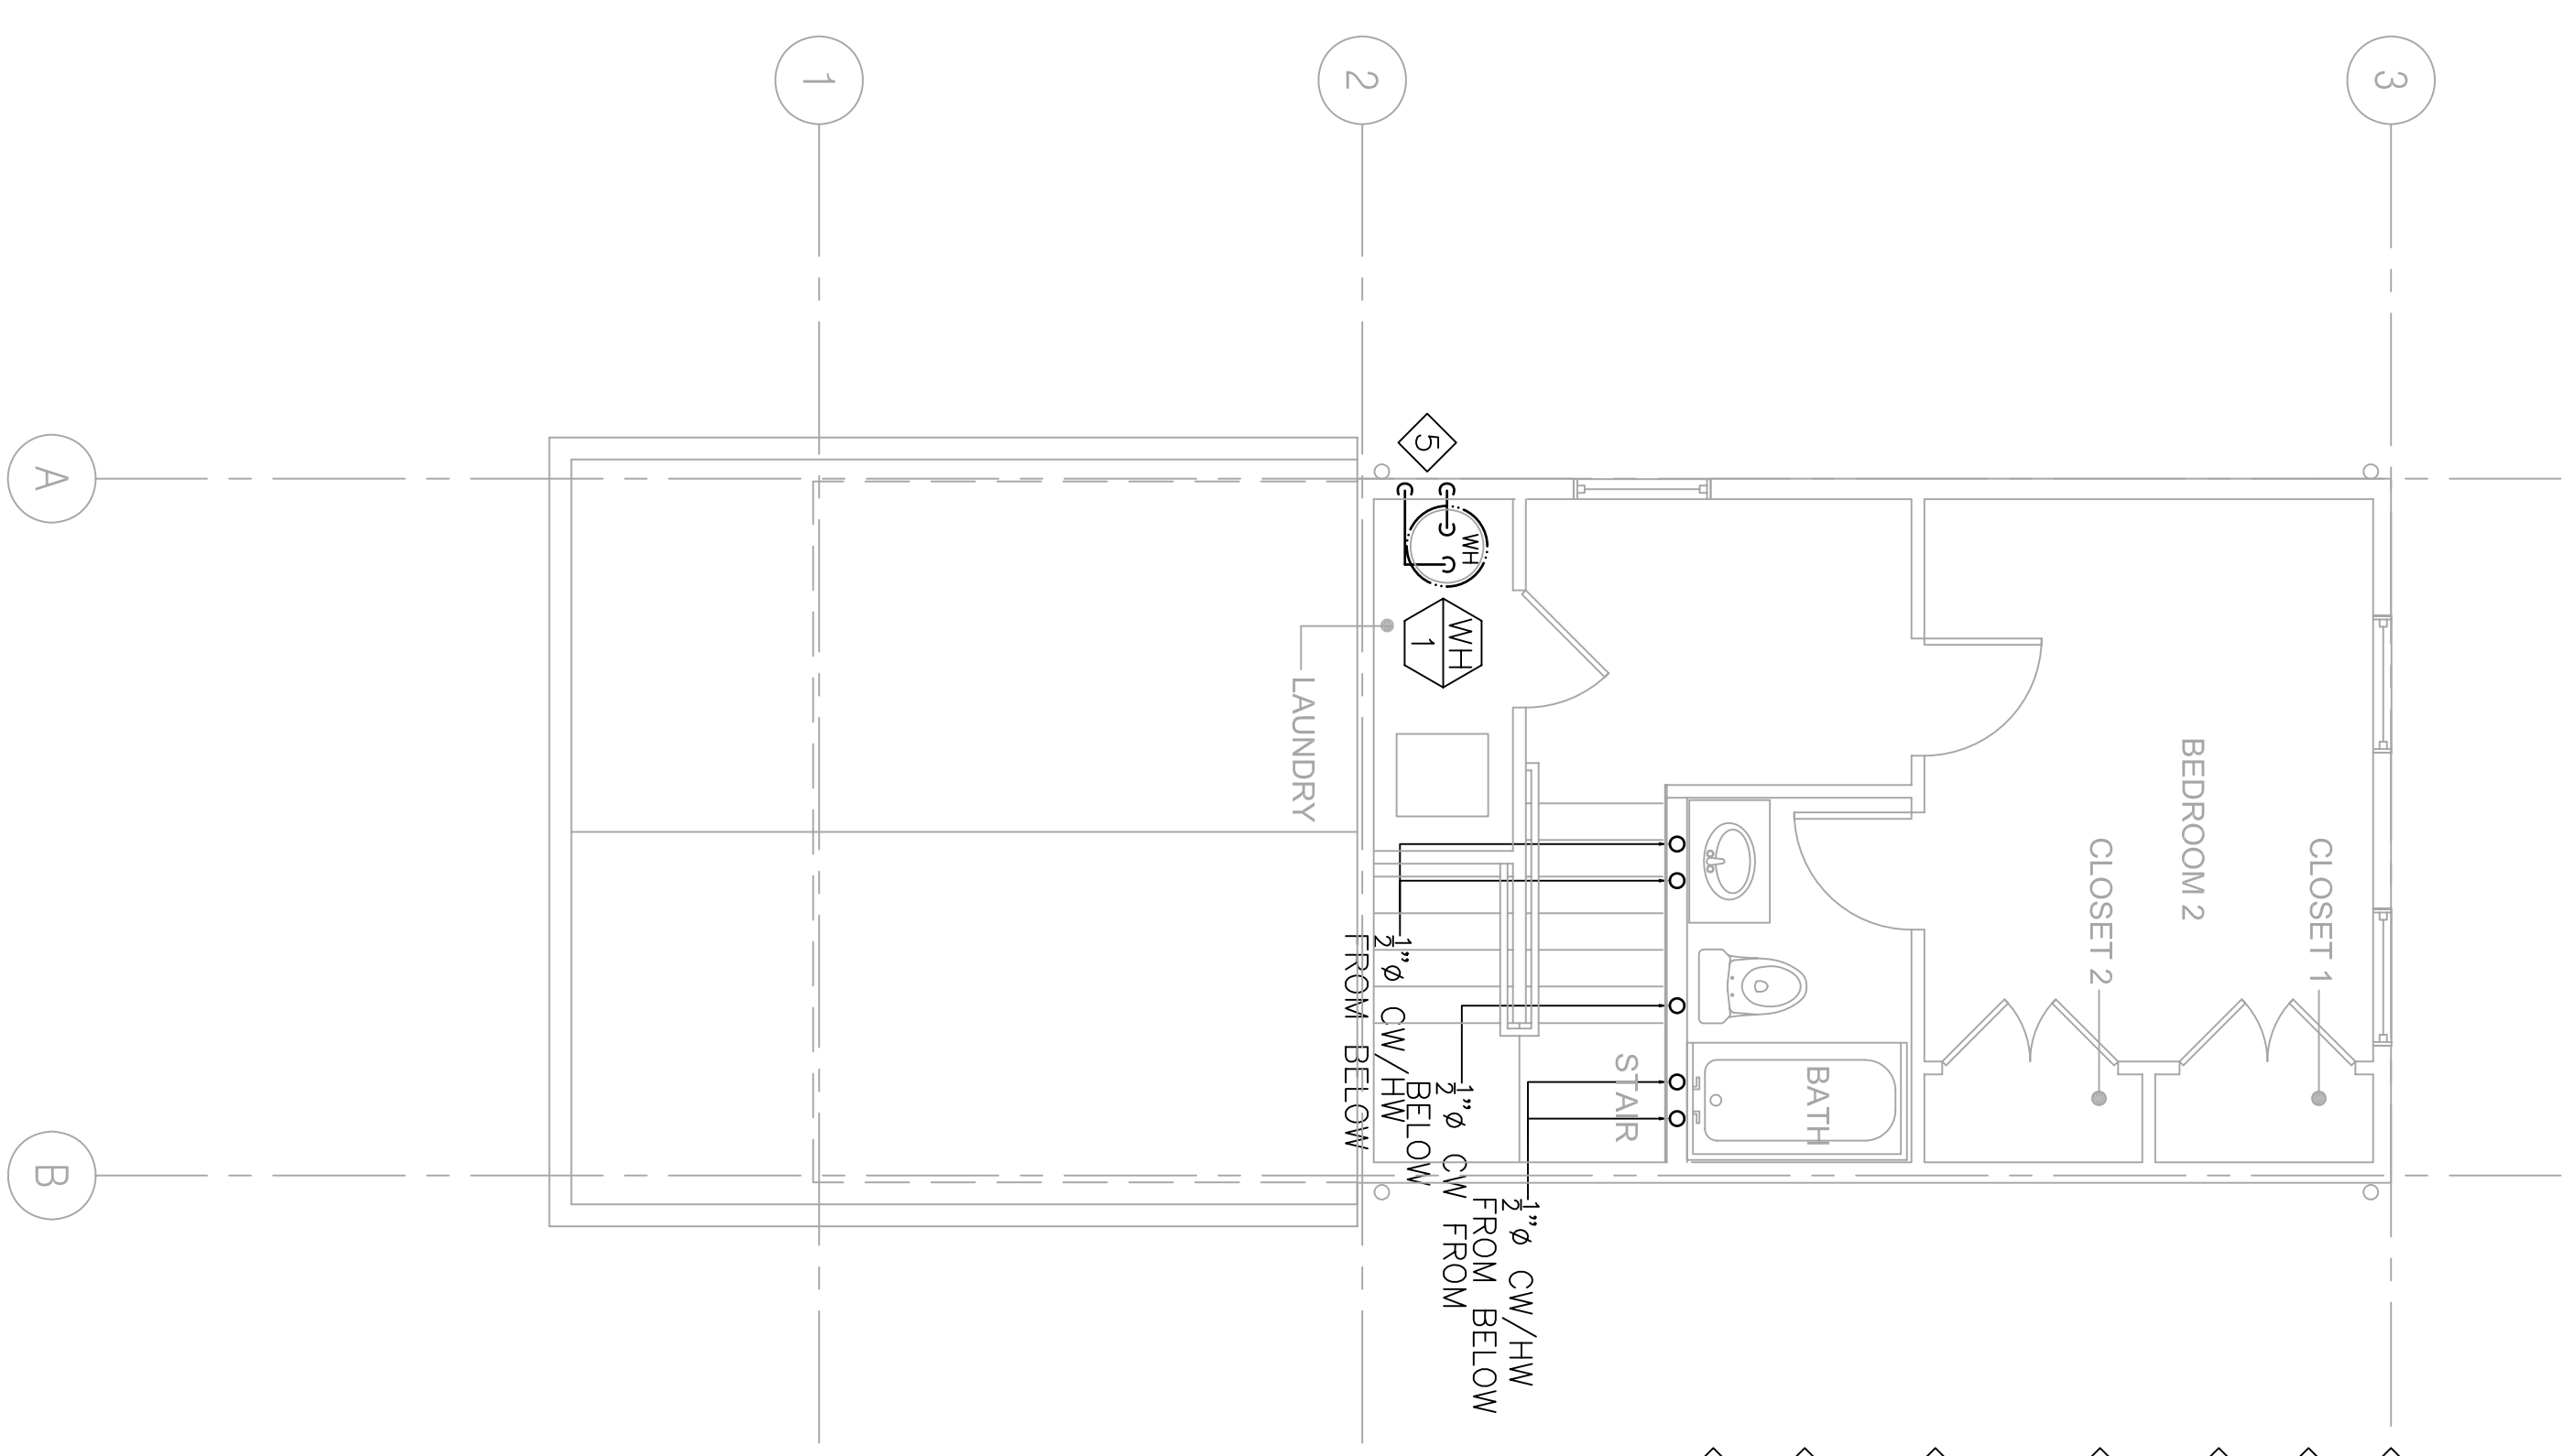 1
2
3
A
B
5
WH
WH
1
LAUNDRY
BEDROOM 2
CLOSET 1
CLOSET 2
BATH
STAIR
1/2"ø CW/HW
FROM BELOW
1/2"ø CW FROM
BELOW
1/2"ø CW/HW
FROM BELOW